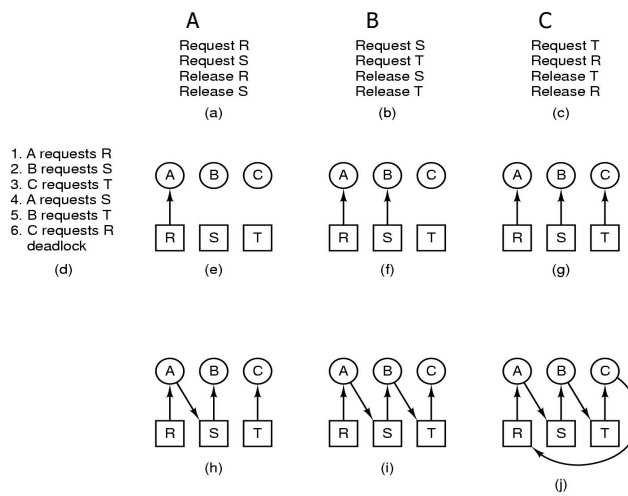 A B C
Request R
Request S
Release R
Release S
(a)
Request S
Request T
Release S
Release T
(b)
Request T
Request R
Release T
Release R
(c)
1. A requests R
2. B requests S
3. C requests T
4. A requests S
5. B requests T
6. C requests R
deadlock
(d)
A B C
R S T
(e)
A B C
R S T
(f)
A B C
R S T
(g)
A B C
R S T
(h)
A B C
R S T
(i)
A B C
R S T
(j)